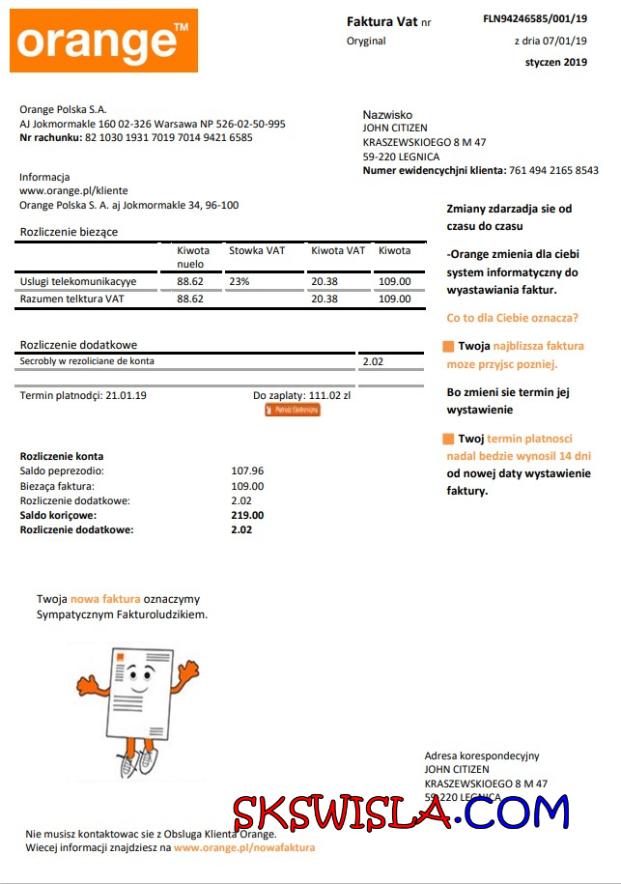 orange™
Faktura Vat nr FLN94246585/001/19
Oryginal z dria 07/01/19
styczen 2019
Orange Polska S.A.
AJ Jokmormakle 160 02-326 Warsawa NP 526-02-50-995
Nr rachunku: 82 1030 1931 7019 7014 9421 6585
Nazwisko
JOHN CITIZEN
KRASZEWSKIOEGO 8 M 47
59-220 LEGNICA
Numer ewidencychjni klienta: 761 494 2165 8543
Informacja
www.orange.pl/kliente
Orange Polska S. A. aj Jokmormakle 34, 96-100
Rozliczenie biezące
Kiwota nuelo Stowka VAT Kiwota VAT Kiwota
Uslugi telekomunikacyye 88.62 23% 20.38 109.00
Razumen telktura VAT 88.62 20.38 109.00
Rozliczenie dodatkowe
Secrobly w rezoliciane de konta 2.02
Termin platnodçi: 21.01.19 Do zaplaty: 111.02 zl
Rozliczenie konta
Saldo peprezodio: 107.96
Biezaça faktura: 109.00
Rozliczenie dodatkowe: 2.02
Saldo koriçowe: 219.00
Rozliczenie dodatkowe: 2.02
Zmiany zdarzadja sie od
czasu do czasu
-Orange zmienia dla ciebi
system informatyczny do
wyastawiania faktur.
Co to dla Ciebie oznacza?
Twoja najblizsza faktura
moze przyjsc pozniej.
Bo zmieni sie termin jej
wystawienie
Twoj termin platnosci
nadal bedzie wynosil 14 dni
od nowej daty wystawienie
faktury.
Twoja nowa faktura oznaczymy
Sympatycznym Fakturoludzikiem.
Adresa korespondecyjny
JOHN CITIZEN
KRASZEWSKIOEGO 8 M 47
59-220 LEGNICA
SKSWISLA.COM
Nie musisz kontaktowac sie z Obsluga Klienta Orange.
Wiecej informacji znajdziesz na www.orange.pl/nowafaktura